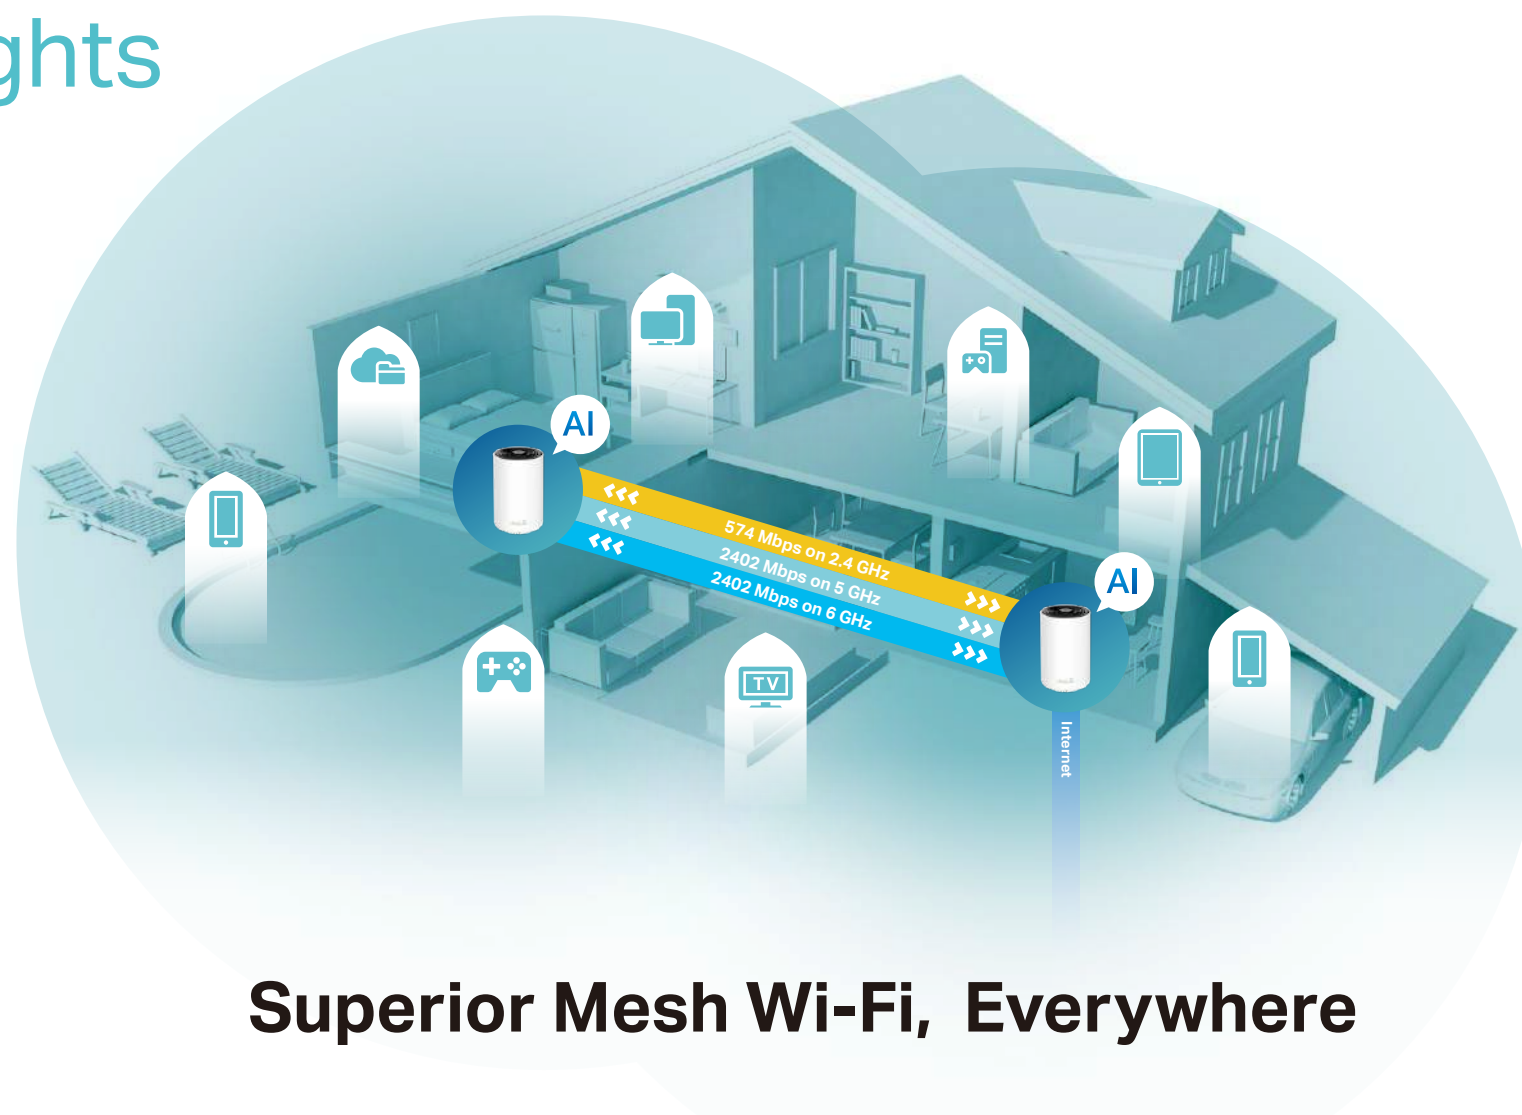 ghts
AI
574 Mbps on 2.4 GHz
2402 Mbps on 5 GHz
2402 Mbps on 6 GHz
AI
TV
Internet
Superior Mesh Wi-Fi, Everywhere